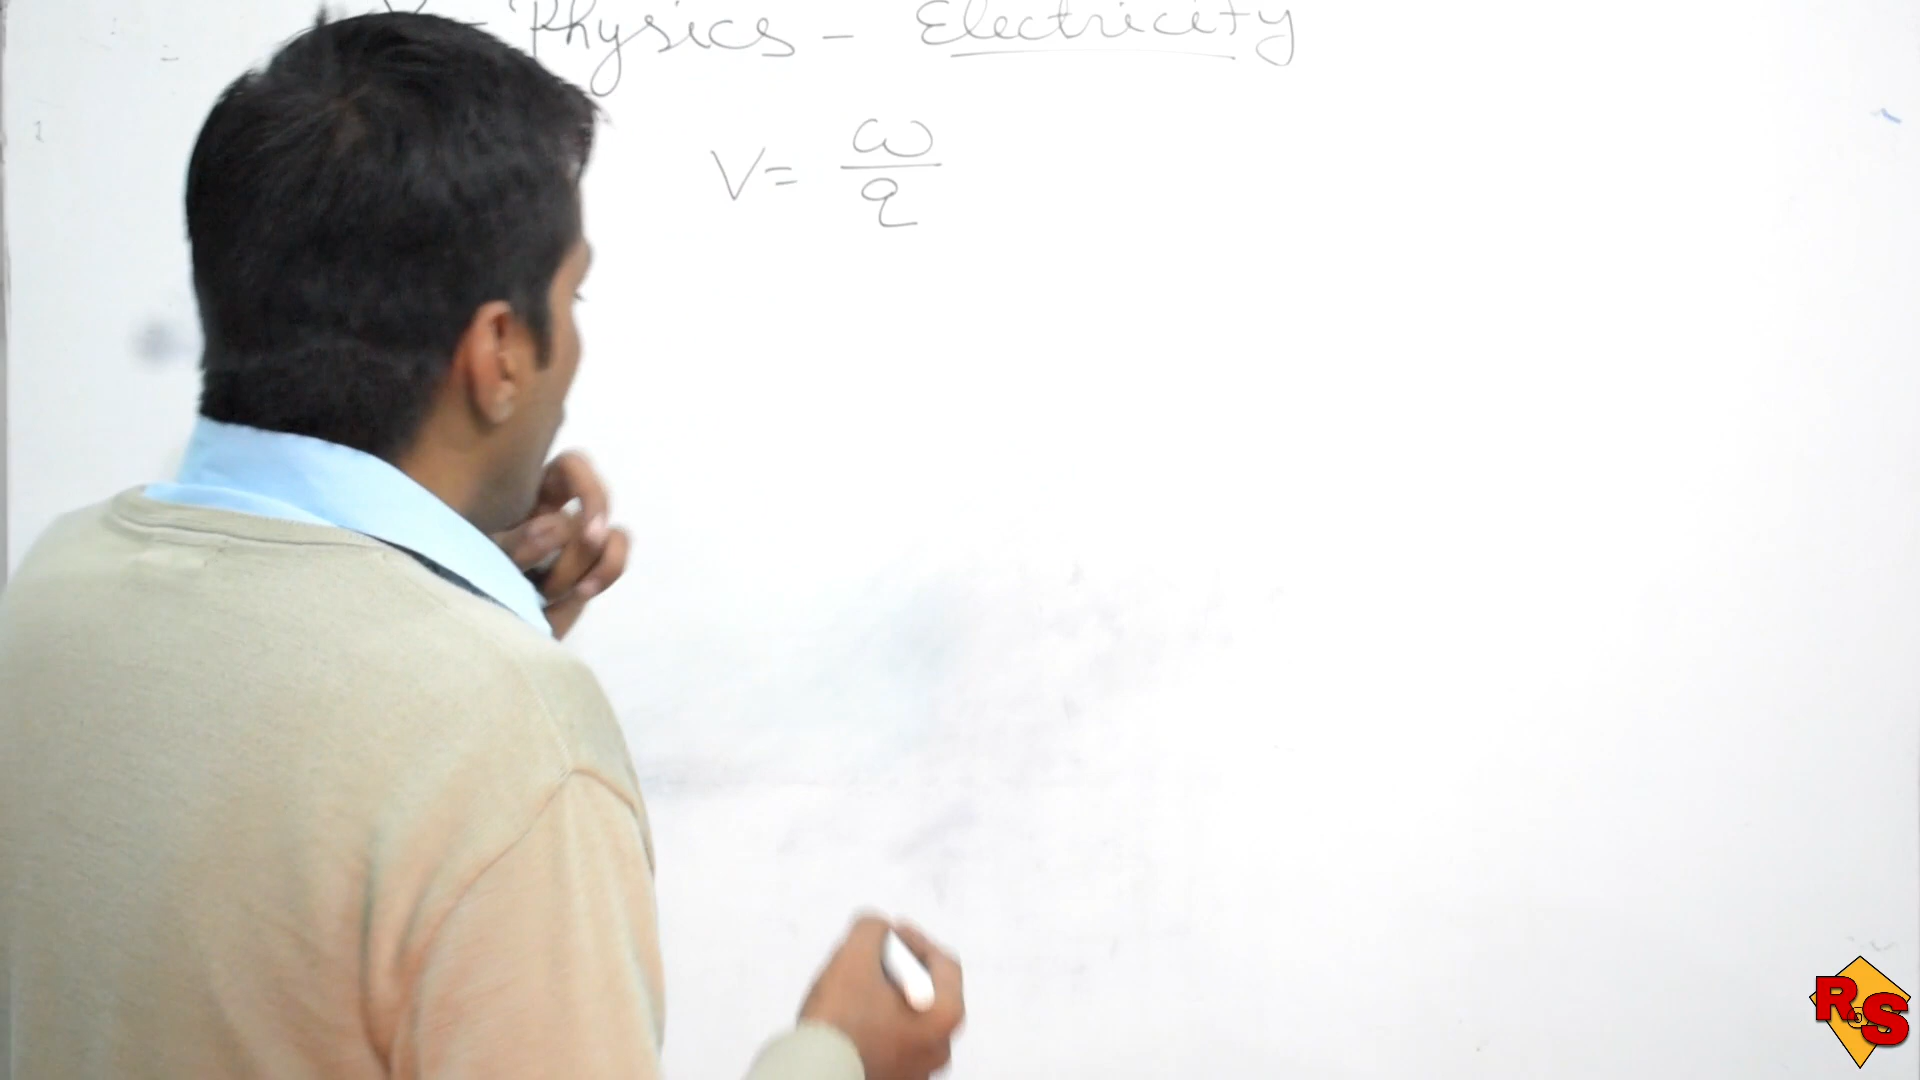 Physics - Electricity
V = ω/q
R S